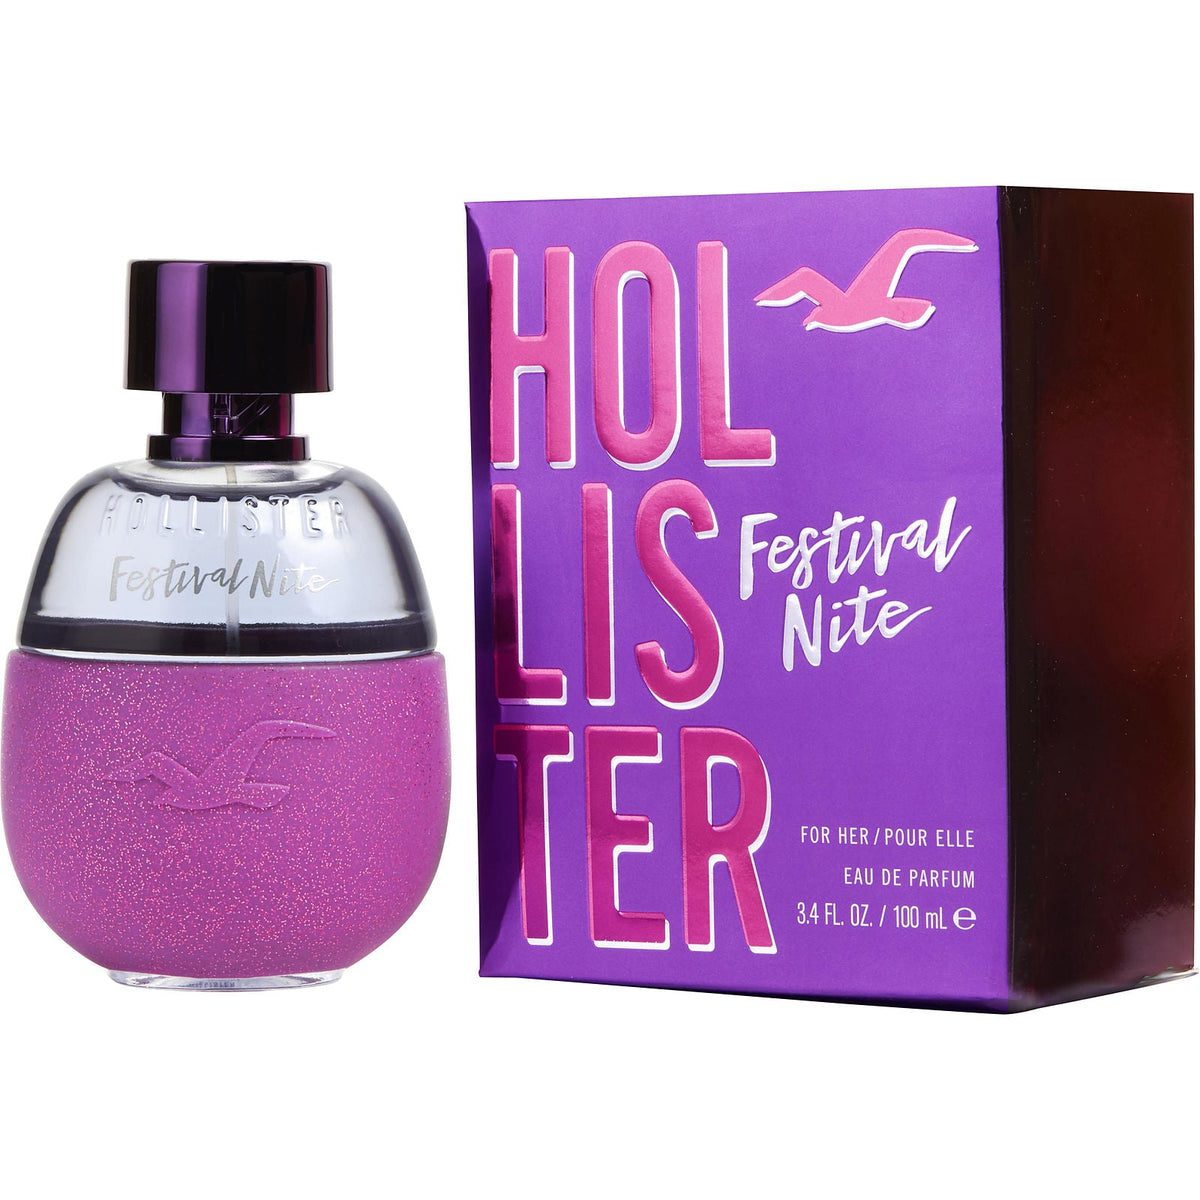 HOLLISTER
Festival Nite
HOL
LIS
TER
Festival
Nite
FOR HER / POUR ELLE
EAU DE PARFUM
3.4 FL. OZ. / 100 mL ℮